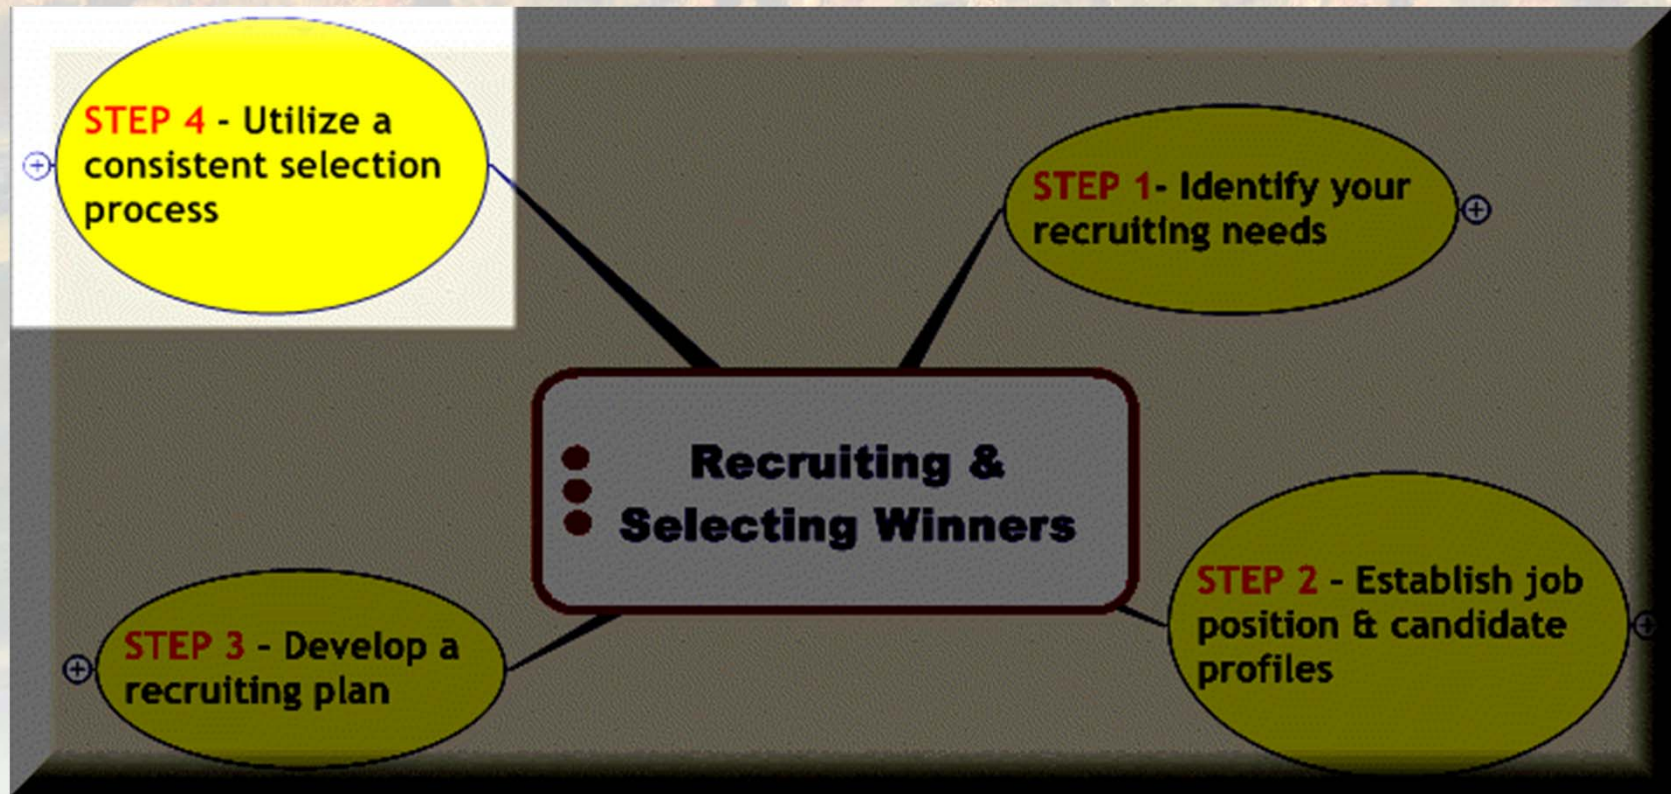 STEP 4 - Utilize a
consistent selection
process
STEP 1- Identify your
recruiting needs
Recruiting &
Selecting Winners
STEP 2 - Establish job
position & candidate
profiles
STEP 3 - Develop a
recruiting plan